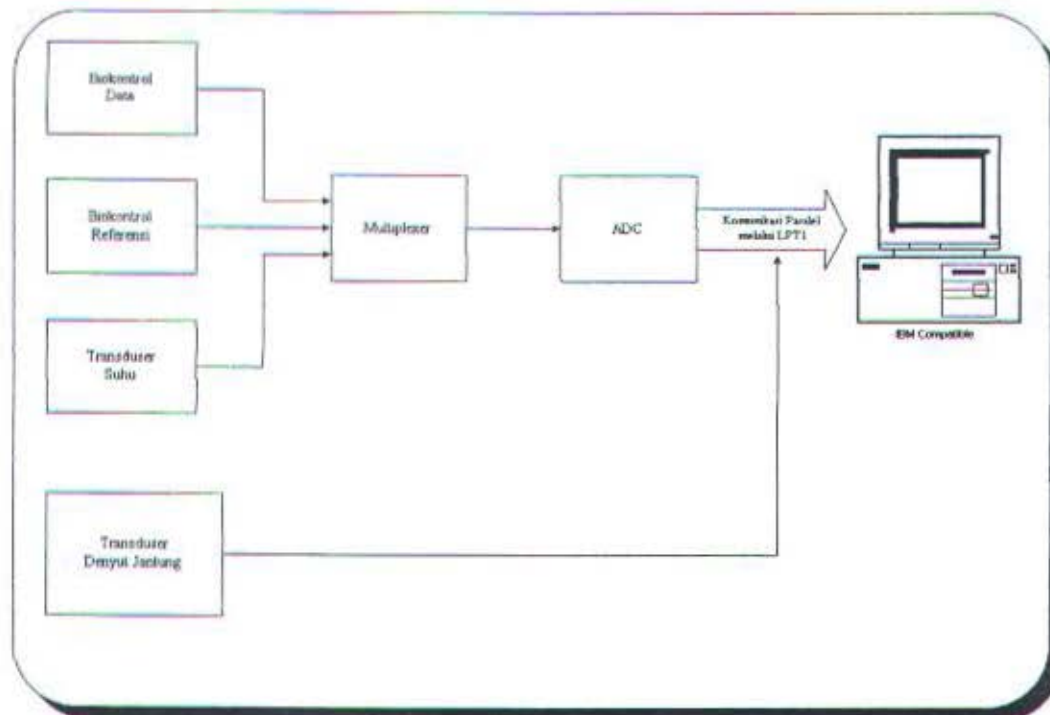 Biokontrol
Data
Biokontrol
Referensi
Transduser
Suhu
Transduser
Denyut Jantung
Multiplexer
ADC
Komunikasi Paralel
melalui LPT1
IBM Compatible